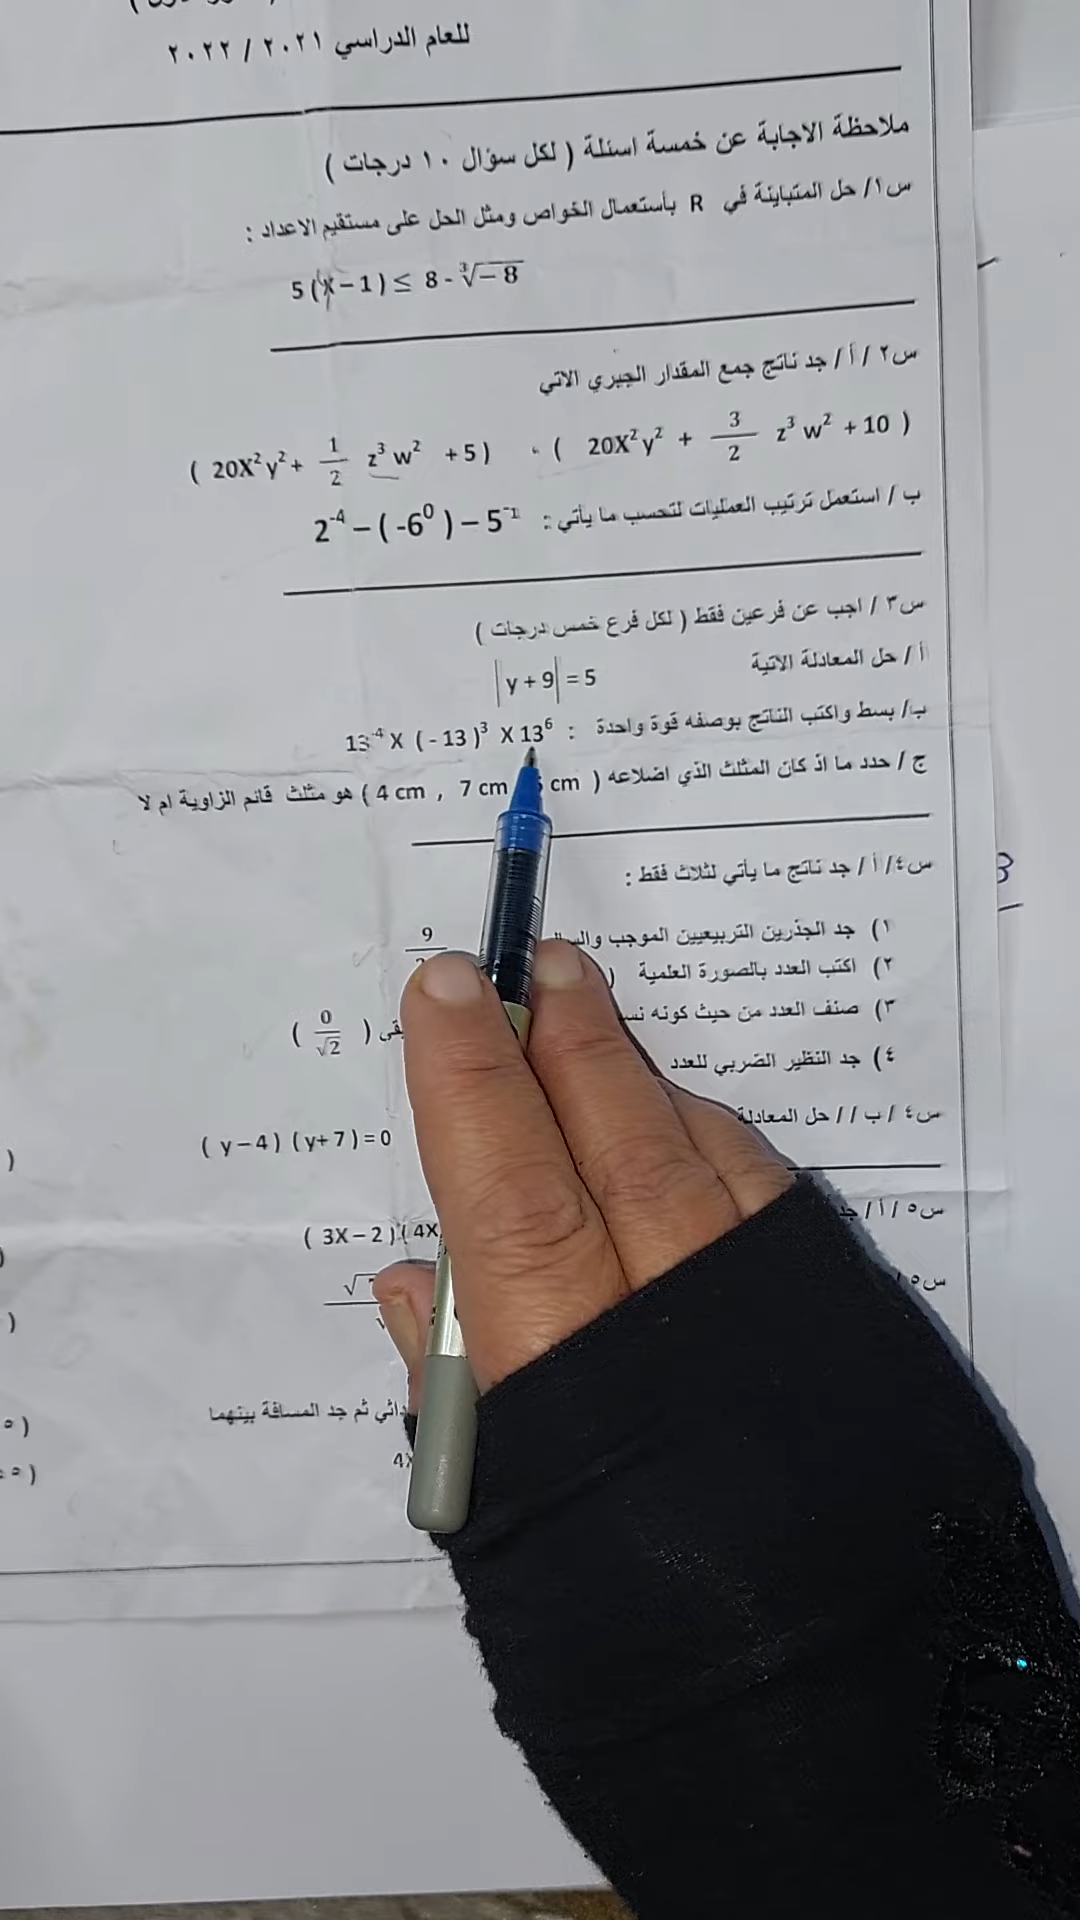 للعام الدراسي ٢٠٢١ / ٢٠٢٢
ملاحظة الاجابة عن خمسة اسئلة ( لكل سؤال ١٠ درجات )
س١/ حل المتباينة في R بأستعمال الخواص ومثل الحل على مستقيم الاعداد :
5 ( x – 1 ) ≤ 8 - ∛– 8
س٢ / أ / جد ناتج جمع المقدار الجبري الاتي
( 20X²y² + 1/2 z³ w² + 5 ) - ( 20X²y² + 3/2 z³ w² + 10 )
ب / استعمل ترتيب العمليات لتحسب ما يأتي : 2⁻⁴ – ( -6⁰ ) – 5⁻¹
س٣ / اجب عن فرعين فقط ( لكل فرع خمس درجات )
أ / حل المعادلة الاتية |y + 9| = 5
ب/ بسط واكتب الناتج بوصفه قوة واحدة : 13⁻⁴ X ( - 13 )³ X 13⁶
ج / حدد ما اذ كان المثلث الذي اضلاعه ( 4 cm , 7 cm cm ) هو مثلث قائم الزاوية ام لا
س٤/ أ / جد ناتج ما يأتي لثلاث فقط :
١) جد الجذرين التربيعيين الموجب 9
٢) اكتب العدد بالصورة العلمية (
٣) صنف العدد من حيث كونه ( 0/√2 )
٤) جد النظير الضربي للعدد
س٤ / ب / / حل المعادلة ( y – 4 ) ( y+ 7 ) = 0
س٥ / أ / جد ( 3X – 2 ) ( 4X
س٥ / √
ثم جد المسافة بينهما
4X